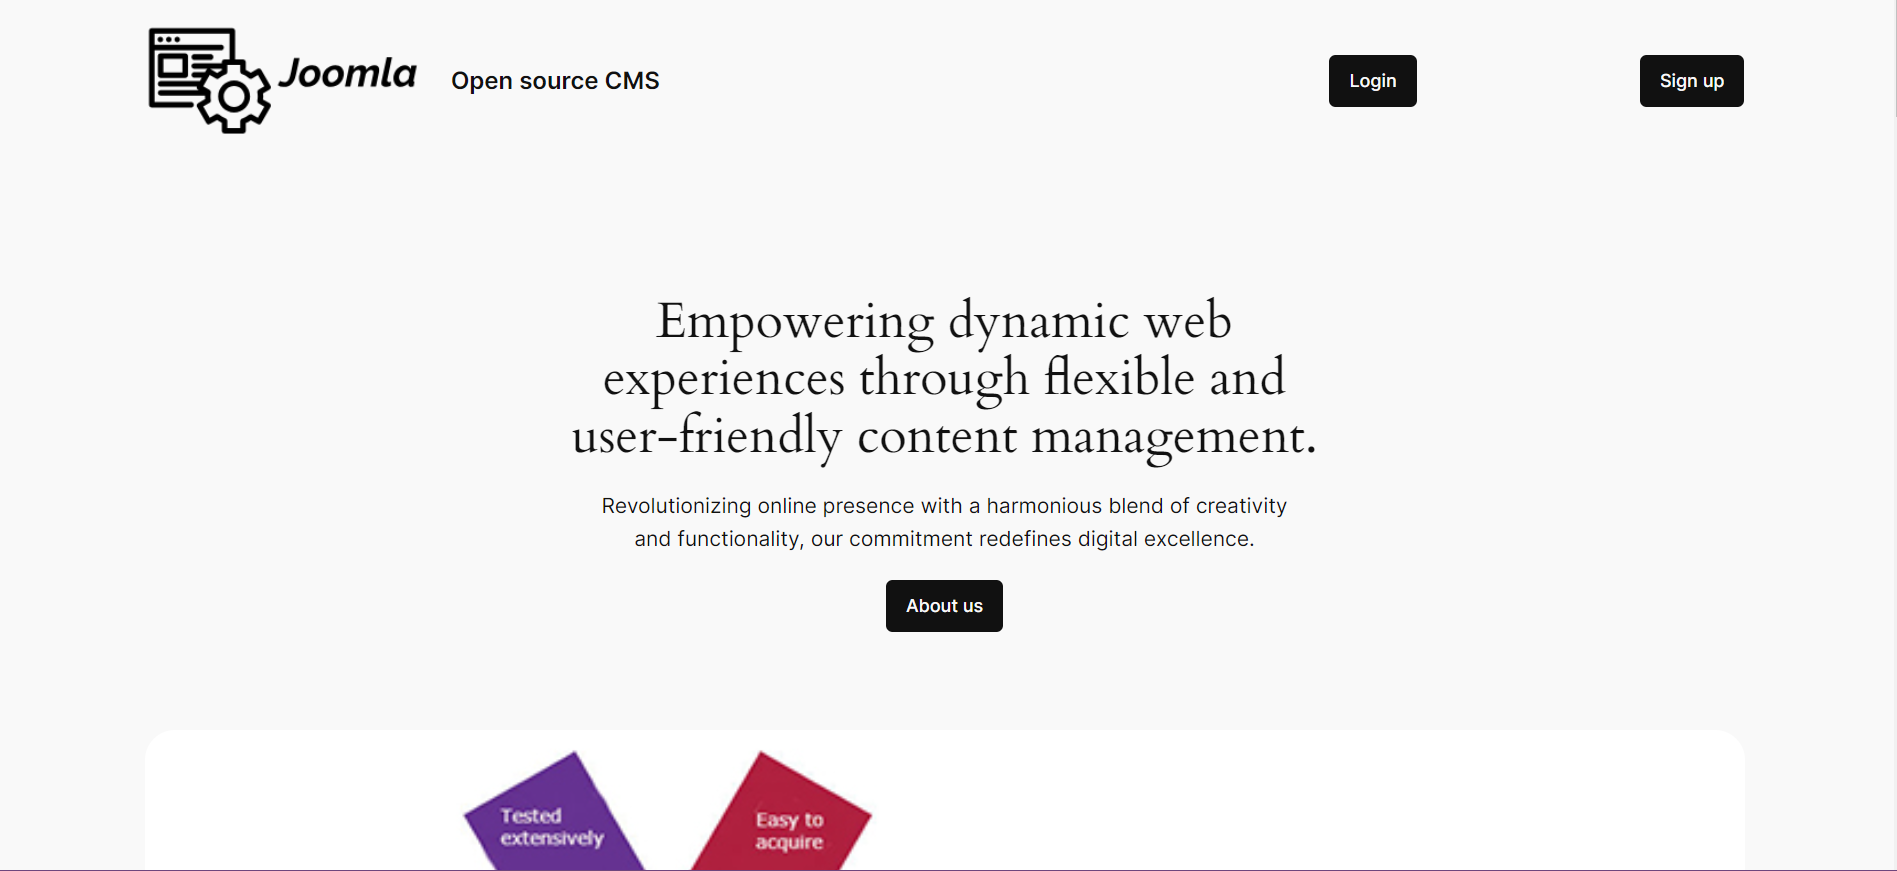 Joomla
Open source CMS
Login
Sign up
Empowering dynamic web
experiences through flexible and
user-friendly content management.
Revolutionizing online presence with a harmonious blend of creativity
and functionality, our commitment redefines digital excellence.
About us
Tested
extensively
Easy to
acquire